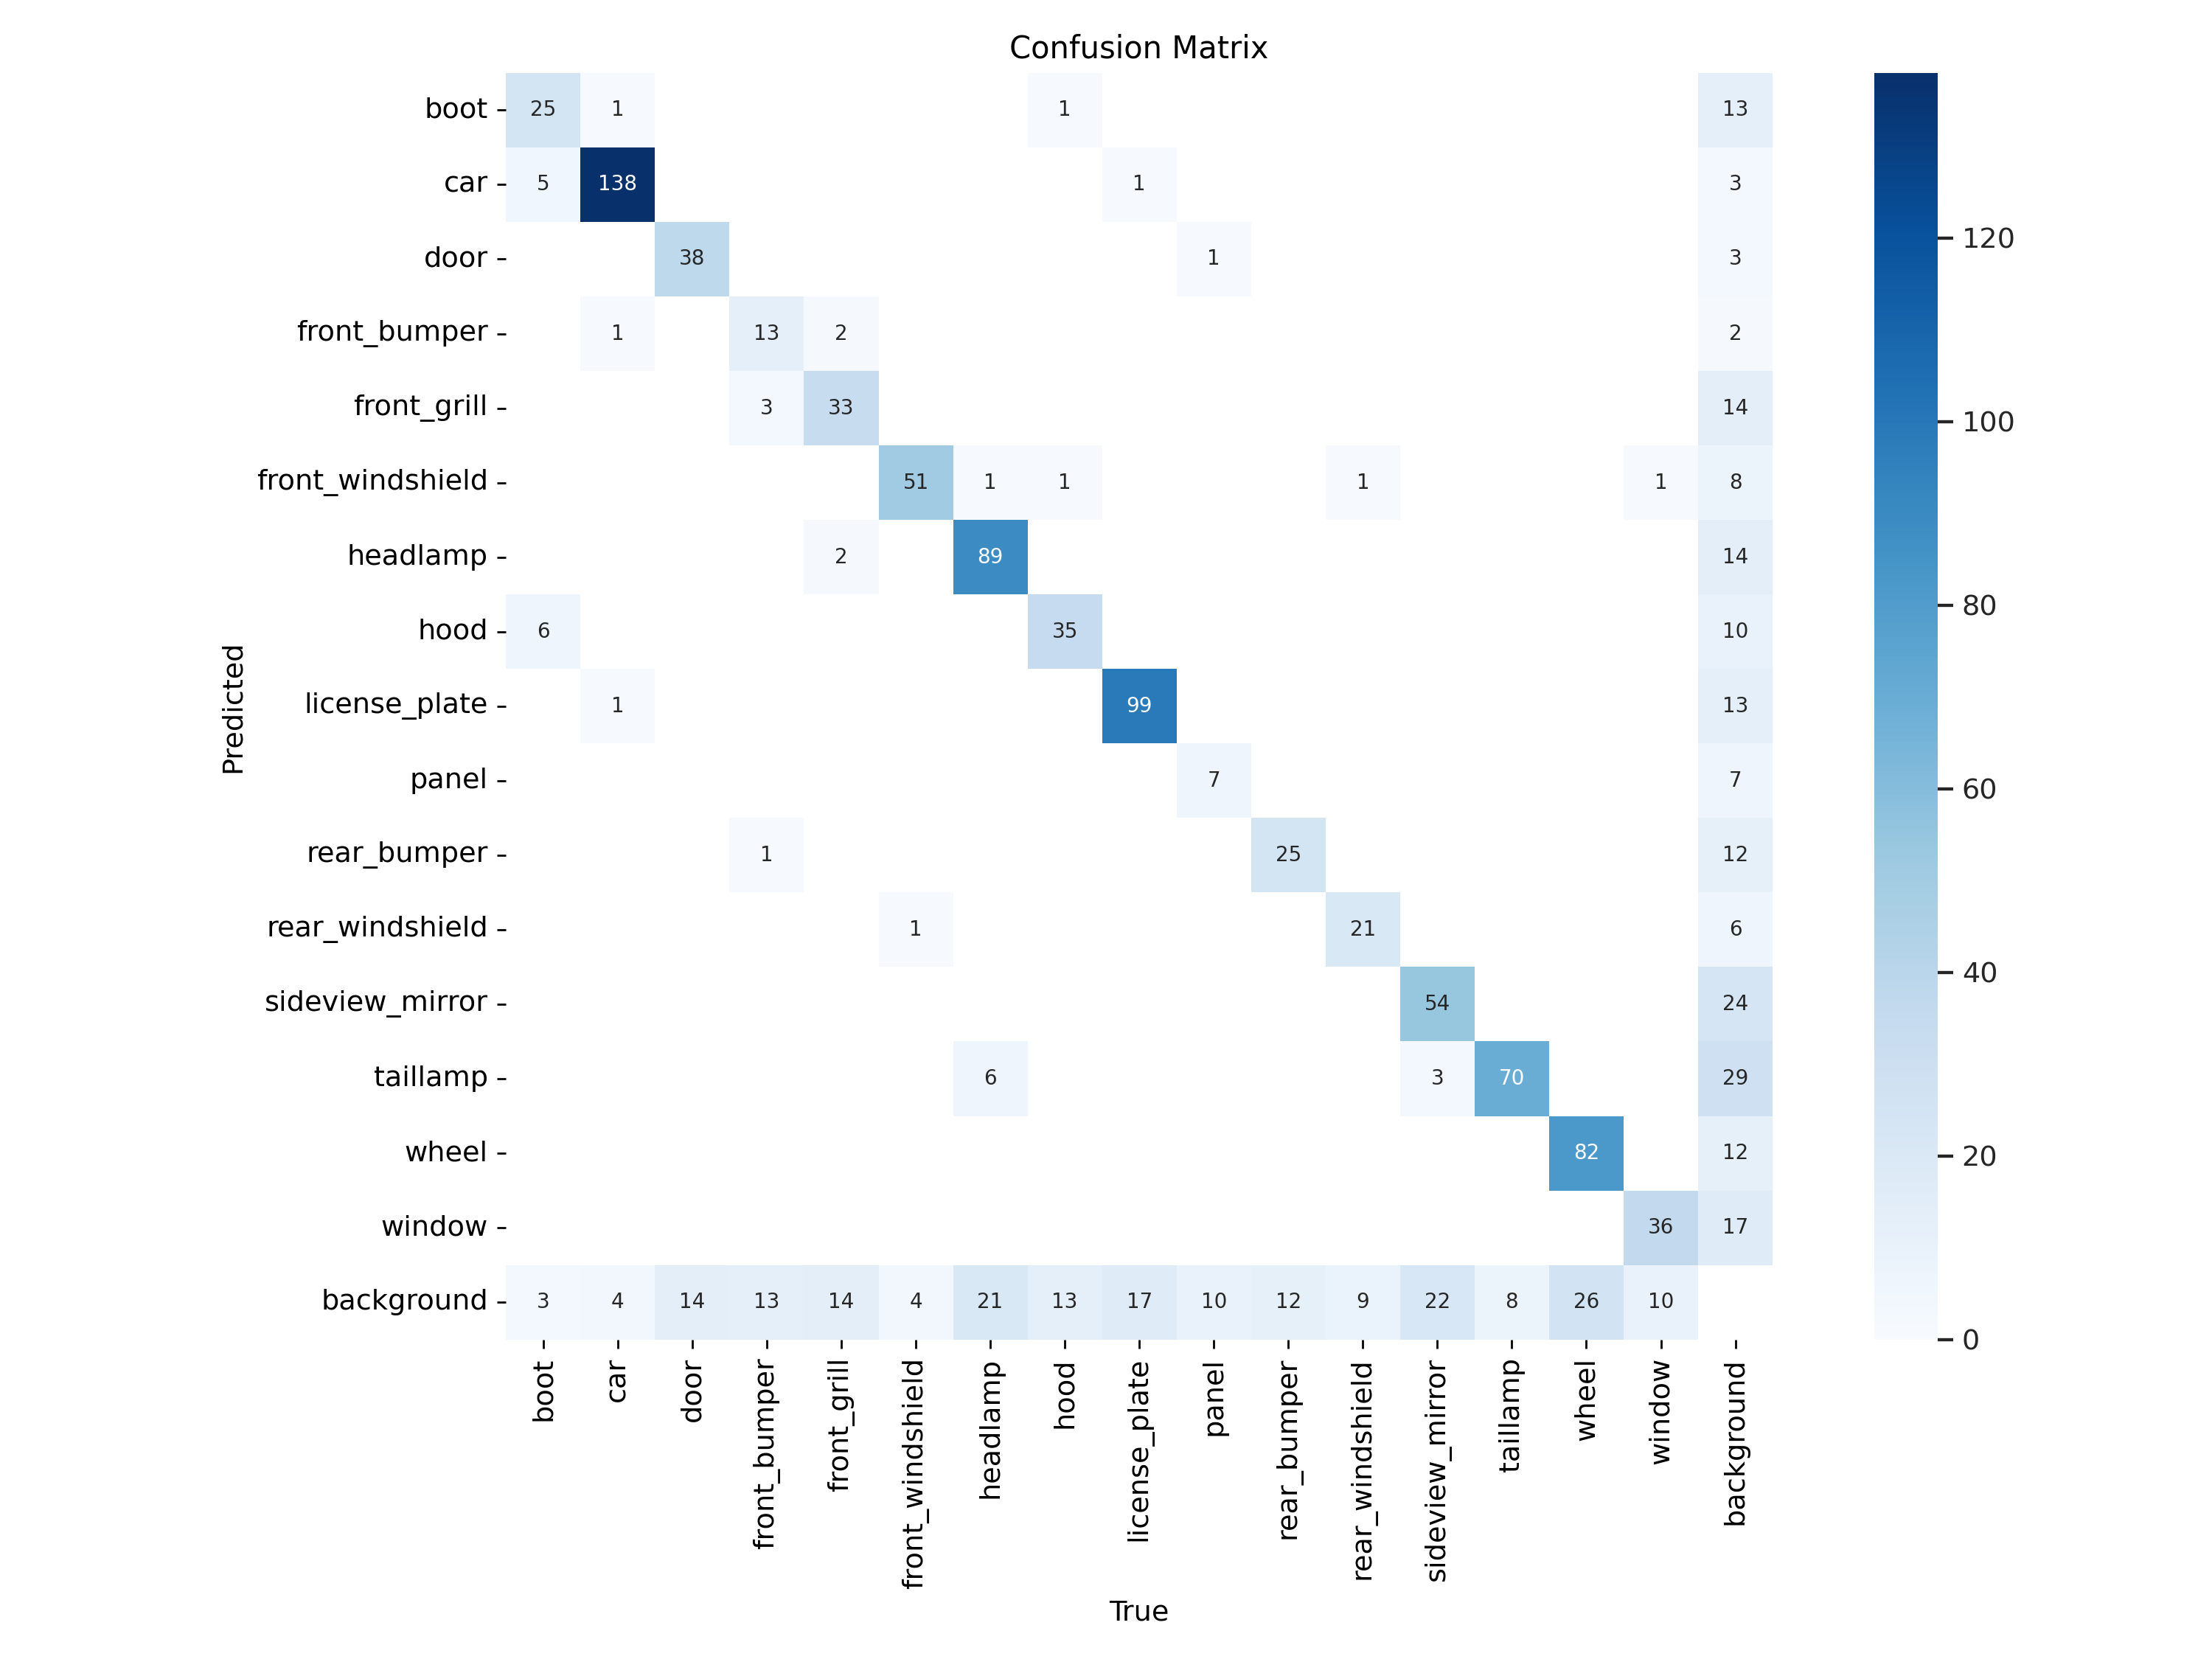 Confusion Matrix
boot 25 1 1 13
car 5 138 1 3
door 38 1 3
front_bumper 1 13 2 2
front_grill 3 33 14
front_windshield 51 1 1 1 1 8
headlamp 2 89 14
hood 6 35 10
license_plate 1 99 13
panel 7 7
rear_bumper 1 25 12
rear_windshield 1 21 6
sideview_mirror 54 24
taillamp 6 3 70 29
wheel 82 12
window 36 17
background 3 4 14 13 14 4 21 13 17 10 12 9 22 8 26 10
Predicted
boot
car
door
front_bumper
front_grill
front_windshield
headlamp
hood
license_plate
panel
rear_bumper
rear_windshield
sideview_mirror
taillamp
wheel
window
background
True
120
100
80
60
40
20
0